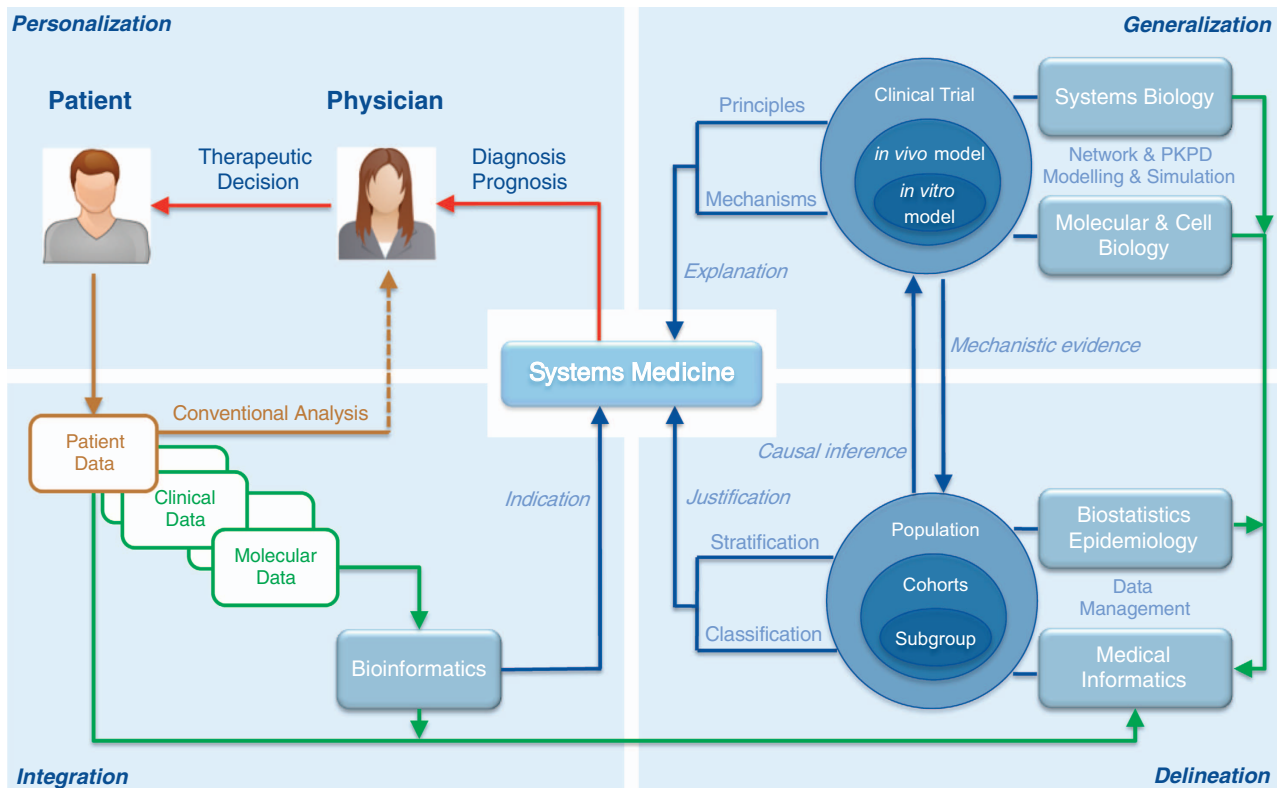 Personalization
Patient
Physician
Therapeutic
Decision
Diagnosis
Prognosis
Generalization
Principles
Mechanisms
Explanation
Clinical Trial
in vivo model
in vitro
model
Systems Biology
Network & PKPD
Modelling & Simulation
Molecular & Cell
Biology
Mechanistic evidence
Systems Medicine
Conventional Analysis
Patient
Data
Clinical
Data
Molecular
Data
Bioinformatics
Indication
Integration
Causal inference
Justification
Stratification
Classification
Population
Cohorts
Subgroup
Biostatistics
Epidemiology
Data
Management
Medical
Informatics
Delineation